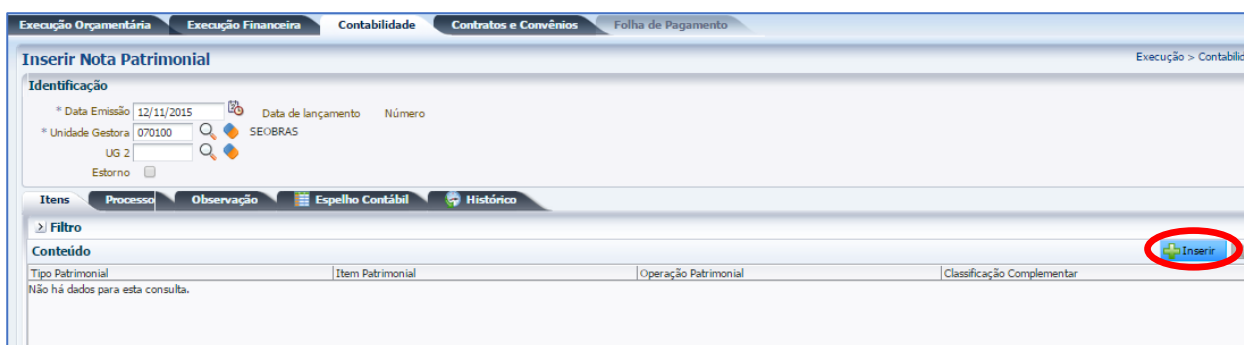 Execução Orçamentária Execução Financeira Contabilidade Contratos e Convênios Folha de Pagamento
Inserir Nota Patrimonial Execução > Contabilid
Identificação
* Data Emissão 12/11/2015 Data de lançamento Número
* Unidade Gestora 070100 SEOBRAS
UG 2
Estorno
Itens Processo Observação Espelho Contábil Histórico
> Filtro
Conteúdo Inserir
Tipo Patrimonial Item Patrimonial Operação Patrimonial Classificação Complementar
Não há dados para esta consulta.